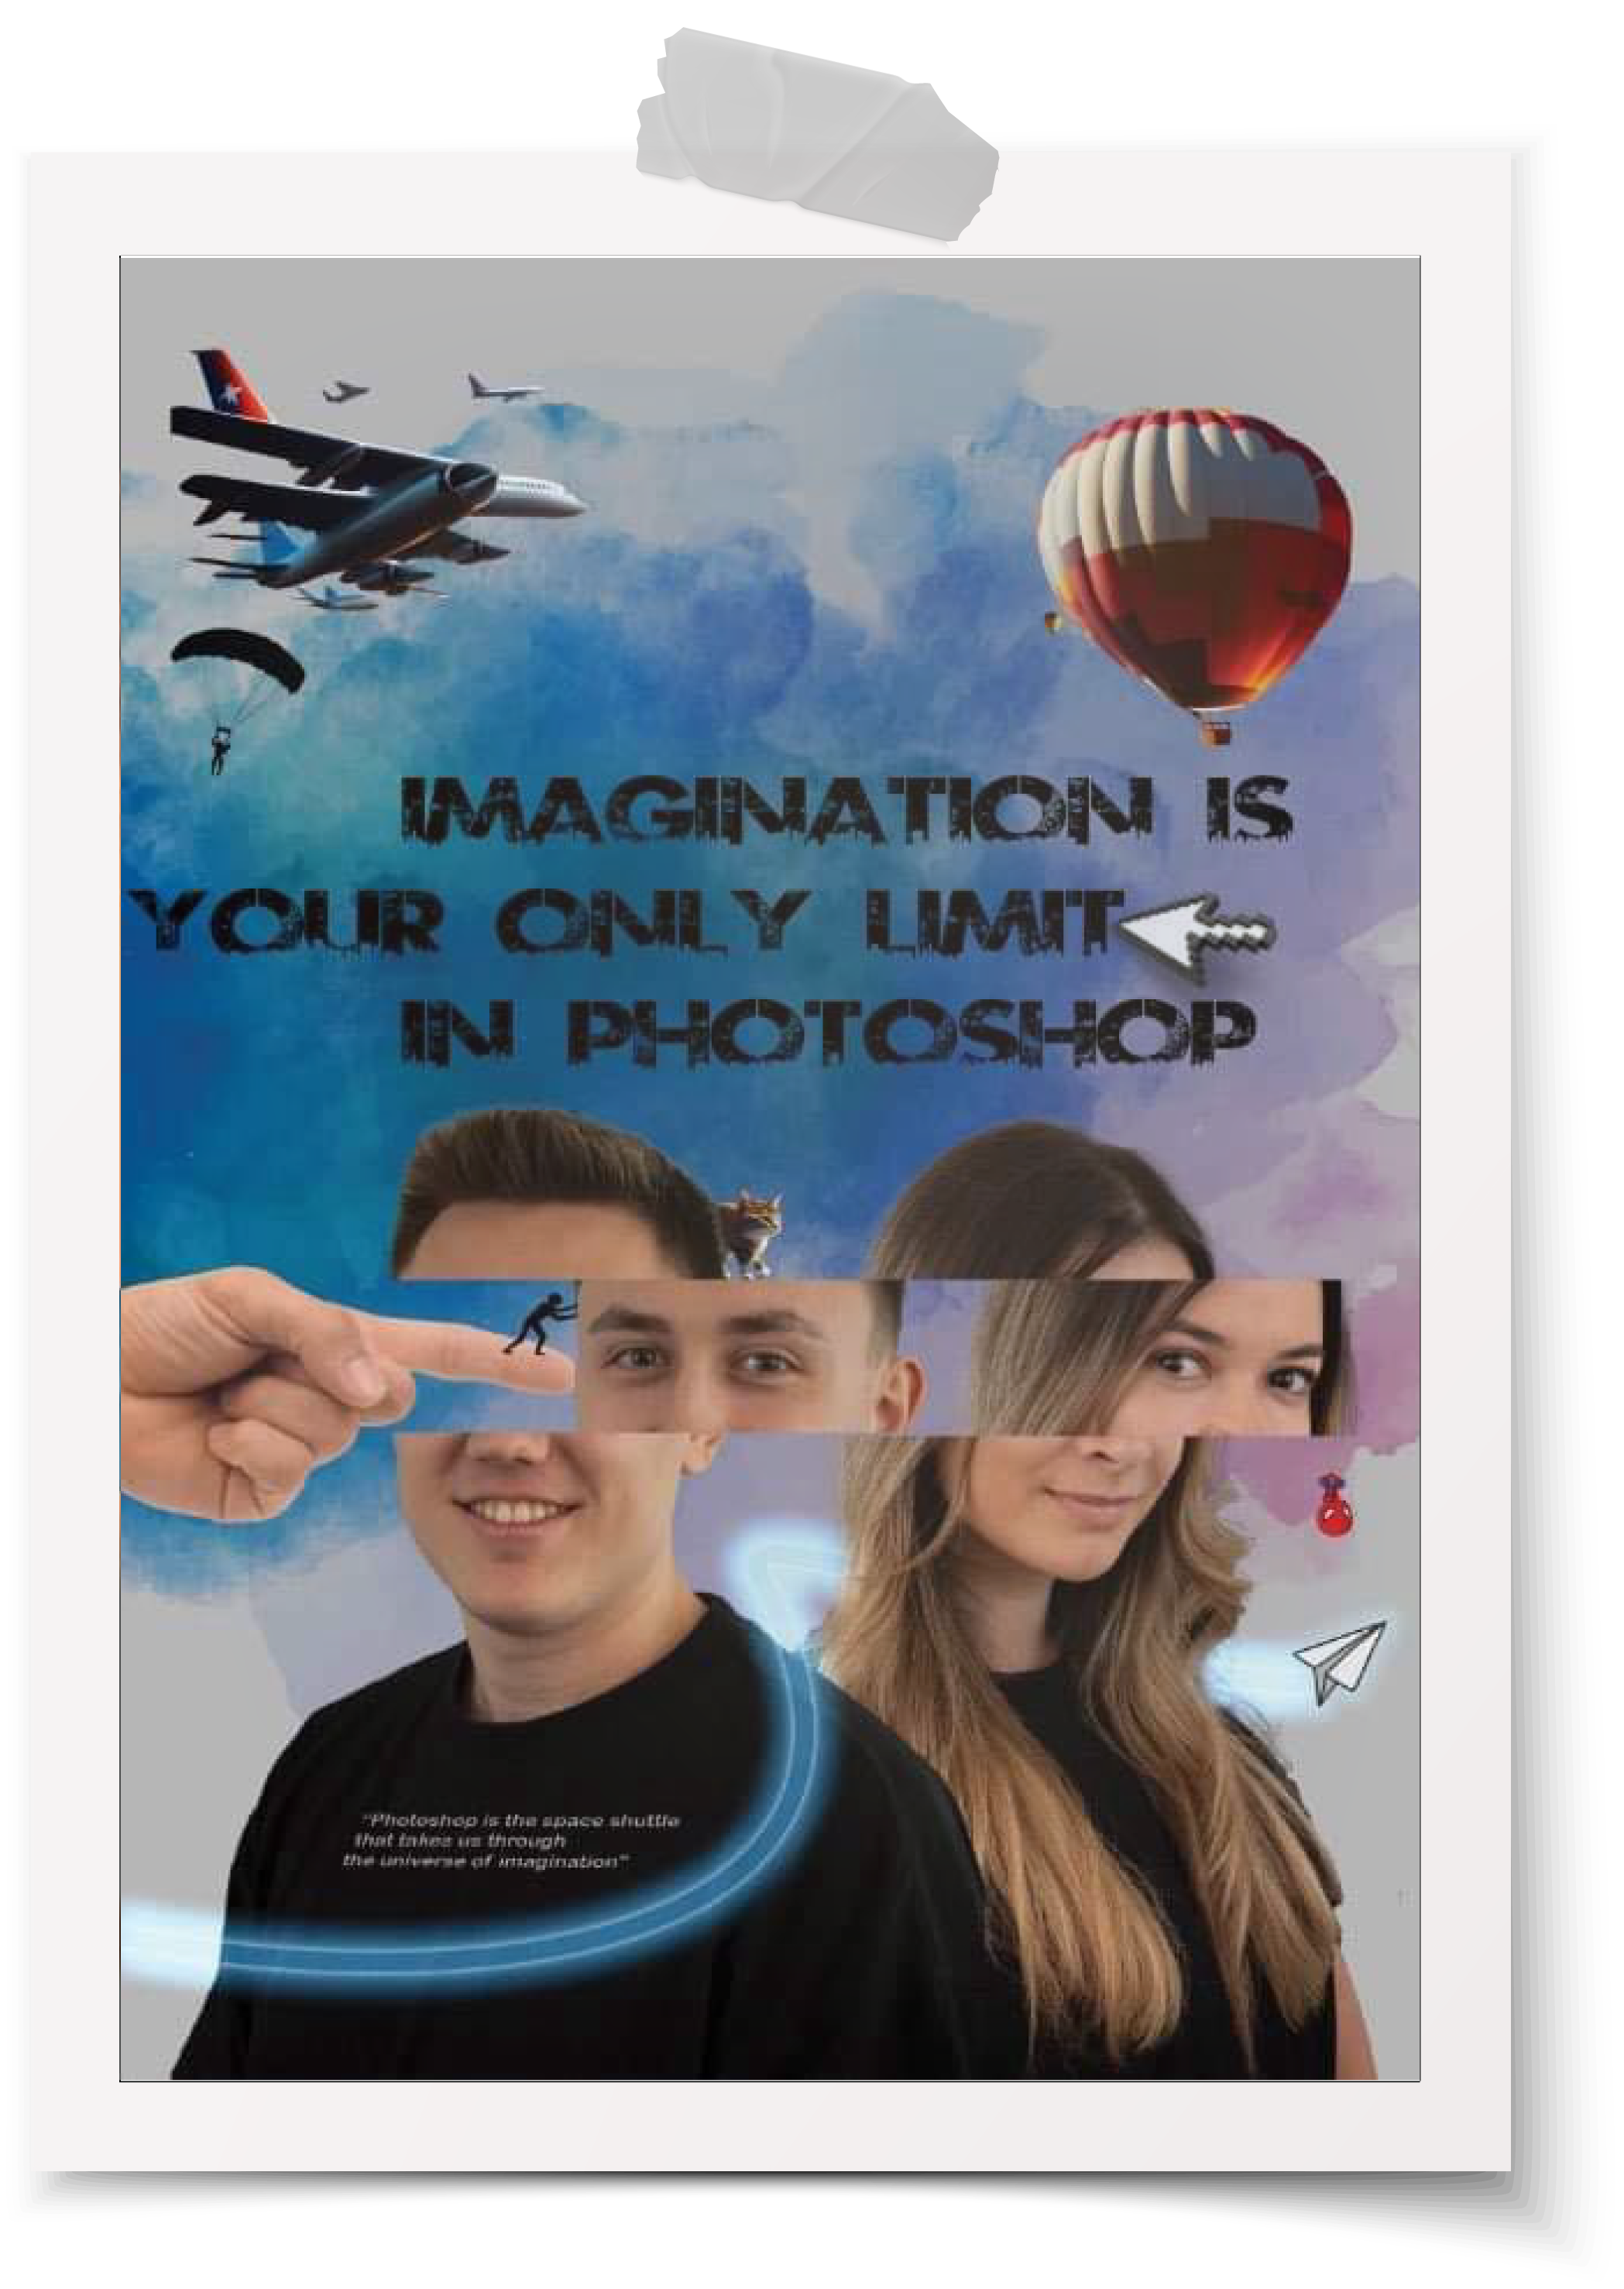 IMAGINATION IS
YOUR ONLY LIMIT
IN PHOTOSHOP
"Photoshop is the space shuttle
that takes us through
the universe of imagination"